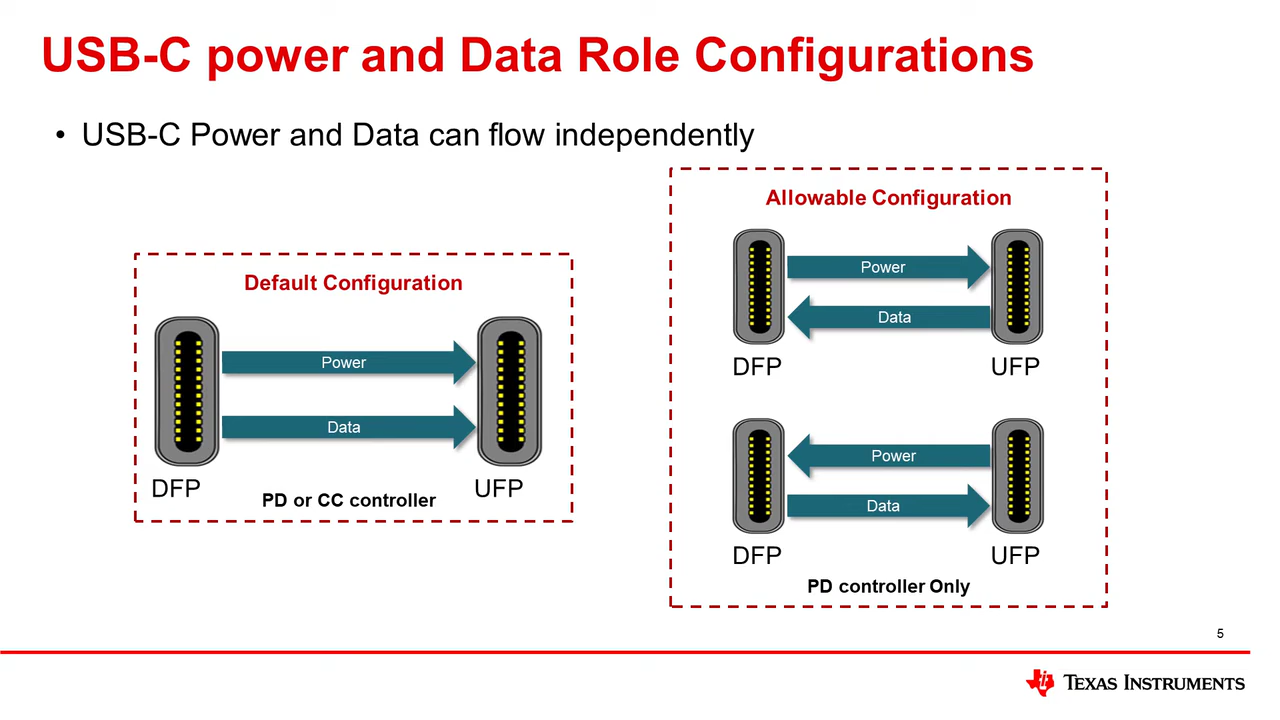 USB-C power and Data Role Configurations
• USB-C Power and Data can flow independently
Default Configuration
Power
Data
DFP
UFP
PD or CC controller
Allowable Configuration
Power
Data
DFP
UFP
Power
Data
DFP
UFP
PD controller Only
5
TEXAS INSTRUMENTS